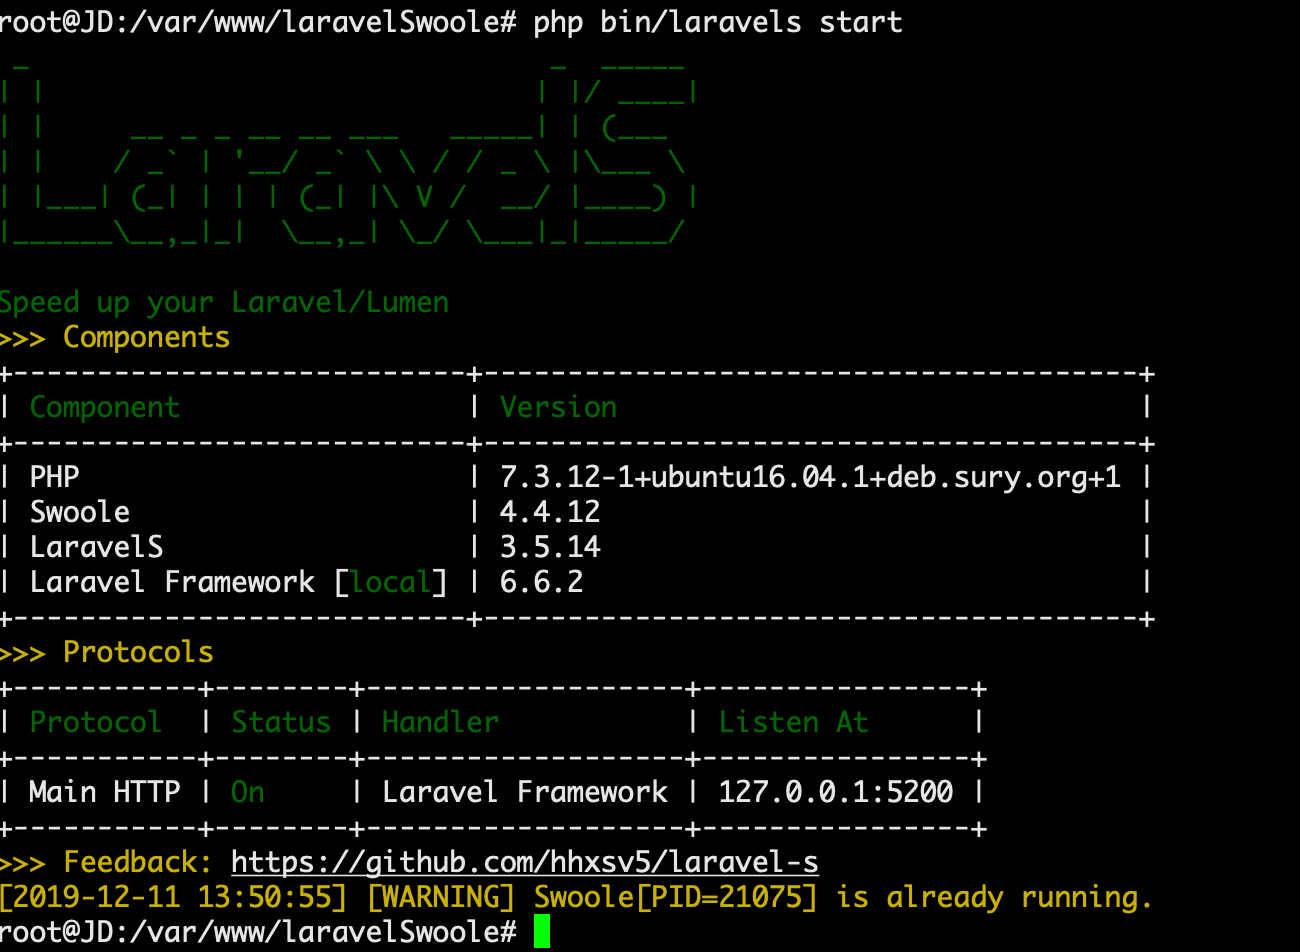 root@JD:/var/www/laravelSwoole# php bin/laravels start
 _                               _  _____
| |                             | |/ ____|
| |     __ _ _ __ __ ___   _____| | (___
| |    / _` | '__/ _` \ \ / / _ \ |\___ \
| |___| (_| | | | (_| |\ V /  __/ |____) |
|______\__,_|_|  \__,_| \_/ \___|_|_____/
Speed up your Laravel/Lumen
>>> Components
+---------------------------+---------------------------------------+
| Component                 | Version                               |
+---------------------------+---------------------------------------+
| PHP                       | 7.3.12-1+ubuntu16.04.1+deb.sury.org+1 |
| Swoole                    | 4.4.12                                |
| LaravelS                  | 3.5.14                                |
| Laravel Framework [local] | 6.6.2                                 |
+---------------------------+---------------------------------------+
>>> Protocols
+-----------+--------+-------------------+----------------+
| Protocol  | Status | Handler           | Listen At      |
+-----------+--------+-------------------+----------------+
| Main HTTP | On     | Laravel Framework | 127.0.0.1:5200 |
+-----------+--------+-------------------+----------------+
>>> Feedback: https://github.com/hhxsv5/laravel-s
[2019-12-11 13:50:55] [WARNING] Swoole[PID=21075] is already running.
root@JD:/var/www/laravelSwoole#